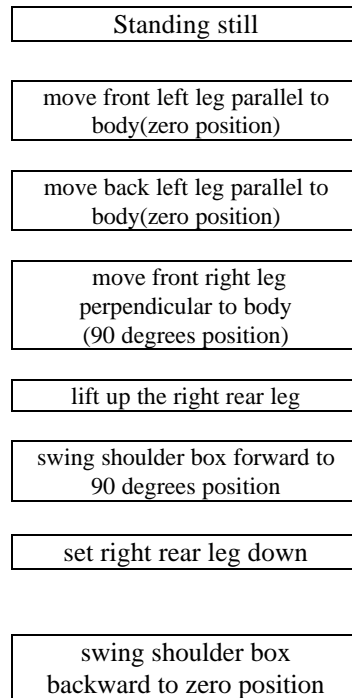 Standing still
move front left leg parallel to
body(zero position)
move back left leg parallel to
body(zero position)
move front right leg
perpendicular to body
(90 degrees position)
lift up the right rear leg
swing shoulder box forward to
90 degrees position
set right rear leg down
swing shoulder box
backward to zero position